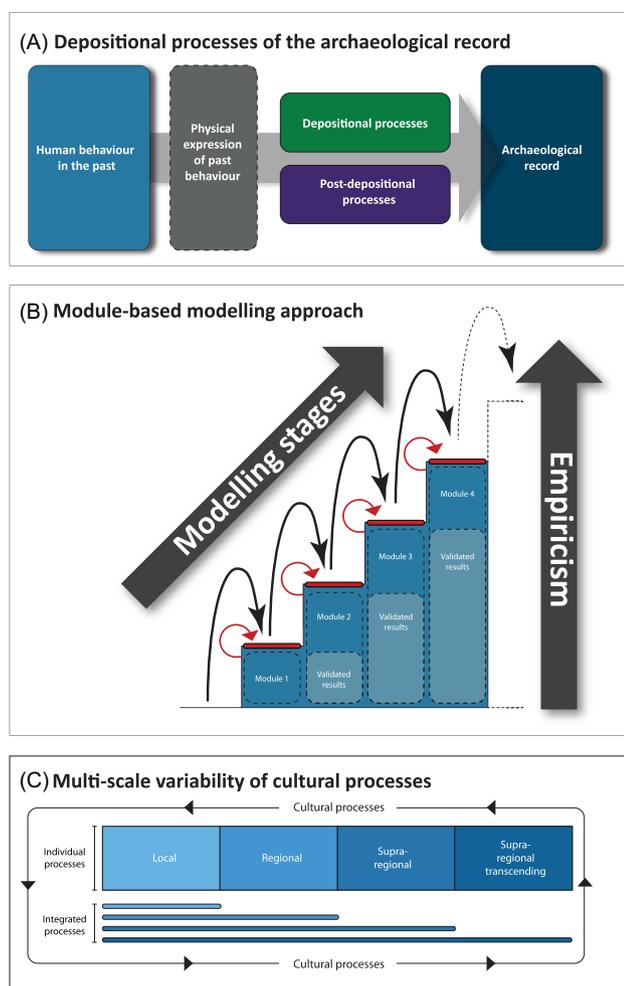 (A) Depositional processes of the archaeological record
Human behaviour
in the past
Physical
expression
of past
behaviour
Depositional processes
Post-depositional
processes
Archaeological
record
(B) Module-based modelling approach
Modelling stages
Empiricism
Module 4
Validated
results
Module 3
Validated
results
Module 2
Validated
results
Module 1
(C) Multi-scale variability of cultural processes
Cultural processes
Individual
processes
Local
Regional
Supra-
regional
Supra-
regional
transcending
Integrated
processes
Cultural processes